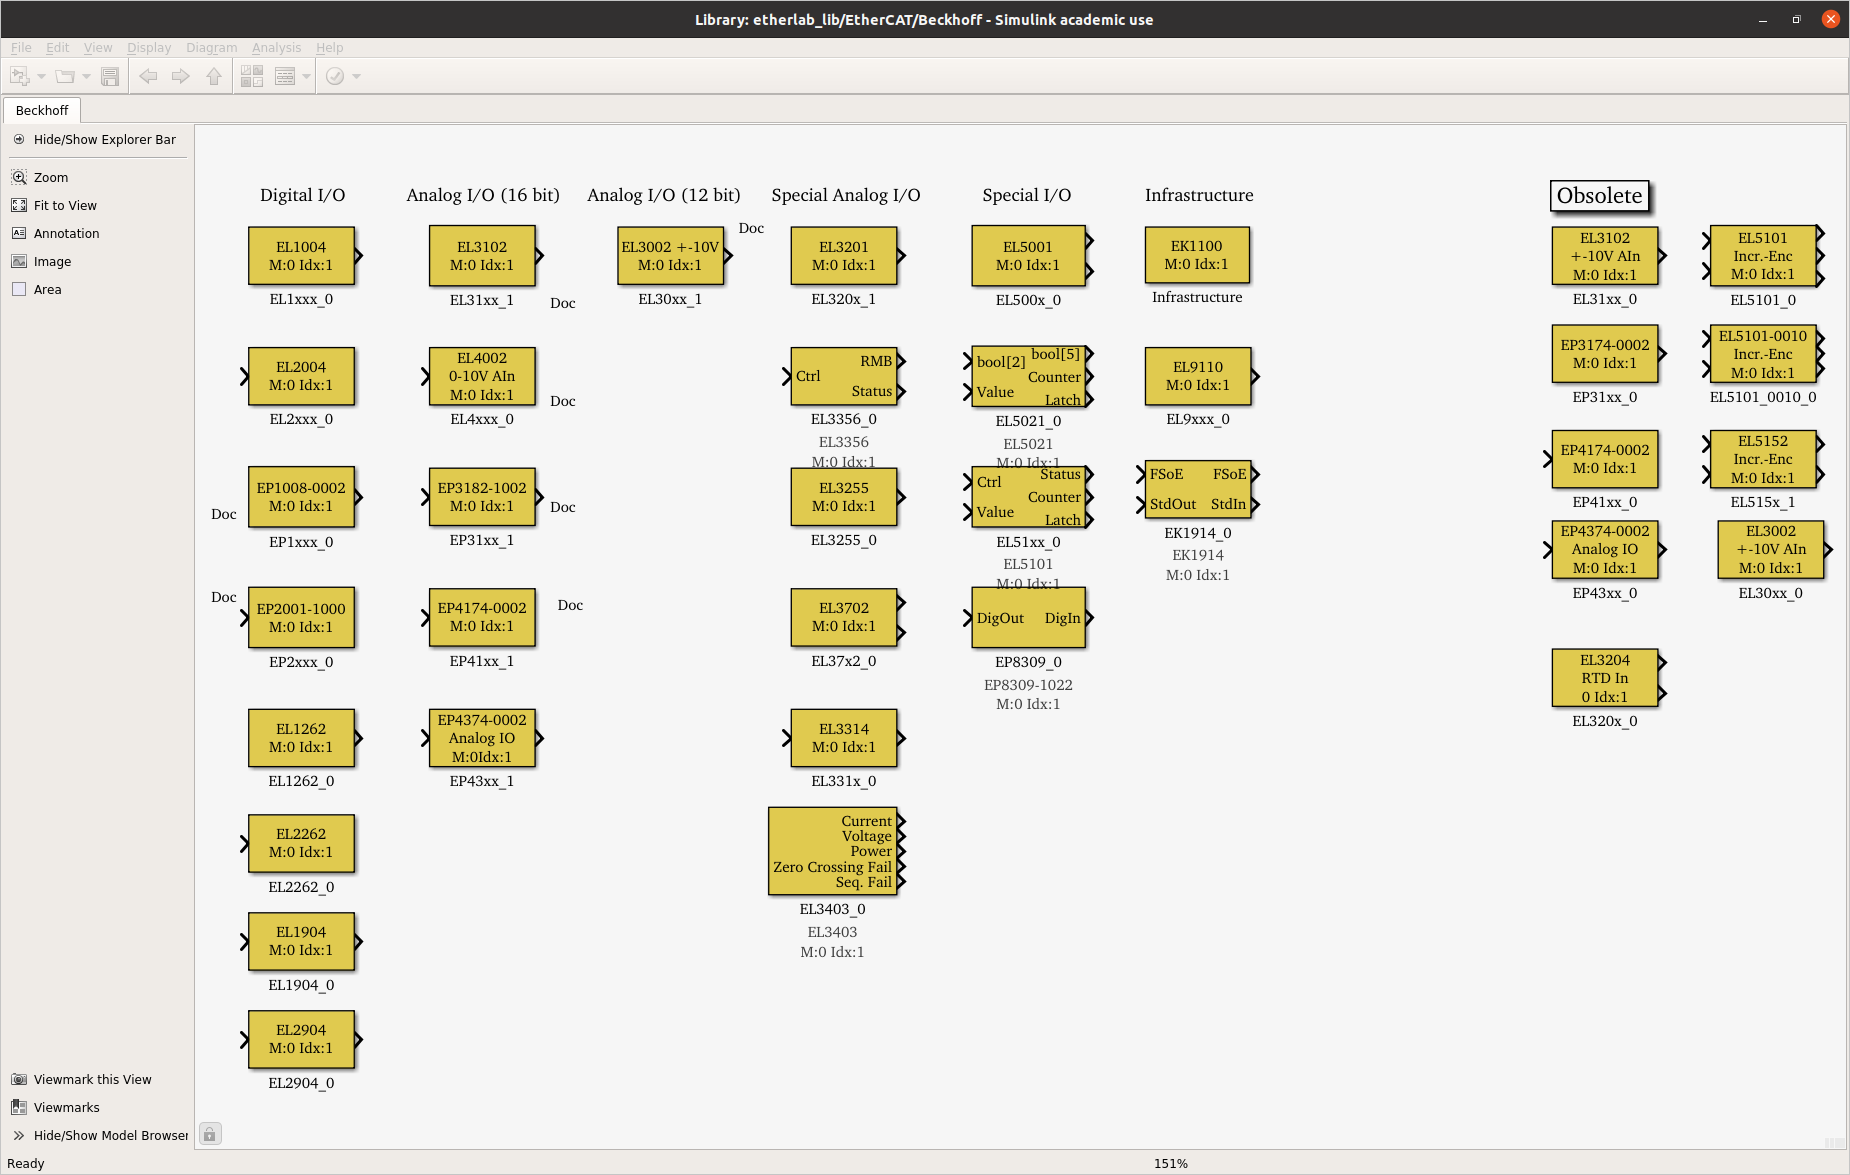 Library: etherlab_lib/EtherCAT/Beckhoff - Simulink academic use
File Edit View Display Diagram Analysis Help
Beckhoff
Hide/Show Explorer Bar
Zoom
Fit to View
Annotation
Image
Area
Viewmark this View
Viewmarks
Hide/Show Model Browser
Digital I/O
EL1004
M:0 Idx:1
EL1xxx_0
EL2004
M:0 Idx:1
EL2xxx_0
EP1008-0002
M:0 Idx:1
Doc
EP1xxx_0
Doc
EP2001-1000
M:0 Idx:1
EP2xxx_0
EL1262
M:0 Idx:1
EL1262_0
EL2262
M:0 Idx:1
EL2262_0
EL1904
M:0 Idx:1
EL1904_0
EL2904
M:0 Idx:1
EL2904_0
Analog I/O (16 bit)
EL3102
M:0 Idx:1
EL31xx_1
Doc
EL4002
0-10V AIn
M:0 Idx:1
Doc
EL4xxx_0
EP3182-1002
M:0 Idx:1
Doc
EP31xx_1
EP4174-0002
M:0 Idx:1
Doc
EP41xx_1
EP4374-0002
Analog IO
M:0Idx:1
EP43xx_1
Analog I/O (12 bit)
Doc
EL3002 +-10V
M:0 Idx:1
EL30xx_1
Special Analog I/O
EL3201
M:0 Idx:1
EL320x_1
Ctrl
RMB
Status
EL3356_0
EL3356
M:0 Idx:1
EL3255
M:0 Idx:1
EL3255_0
EL3702
M:0 Idx:1
EL37x2_0
EL3314
M:0 Idx:1
EL331x_0
Current
Voltage
Power
Zero Crossing Fail
Seq. Fail
EL3403_0
EL3403
M:0 Idx:1
Special I/O
EL5001
M:0 Idx:1
EL500x_0
bool[2]
Value
bool[5]
Counter
Latch
EL5021_0
EL5021
M:0 Idx:1
Ctrl
Value
Status
Counter
Latch
EL51xx_0
EL5101
M:0 Idx:1
DigOut DigIn
EP8309_0
EP8309-1022
M:0 Idx:1
Infrastructure
EK1100
M:0 Idx:1
Infrastructure
EL9110
M:0 Idx:1
EL9xxx_0
FSoE FSoE
StdOut StdIn
EK1914_0
EK1914
M:0 Idx:1
Obsolete
EL3102
+-10V AIn
M:0 Idx:1
EL31xx_0
EP3174-0002
M:0 Idx:1
EP31xx_0
EP4174-0002
M:0 Idx:1
EP41xx_0
EP4374-0002
Analog IO
M:0 Idx:1
EP43xx_0
EL3204
RTD In
0 Idx:1
EL320x_0
EL5101
Incr.-Enc
M:0 Idx:1
EL5101_0
EL5101-0010
Incr.-Enc
M:0 Idx:1
EL5101_0010_0
EL5152
Incr.-Enc
M:0 Idx:1
EL515x_1
EL3002
+-10V AIn
M:0 Idx:1
EL30xx_0
Ready
151%